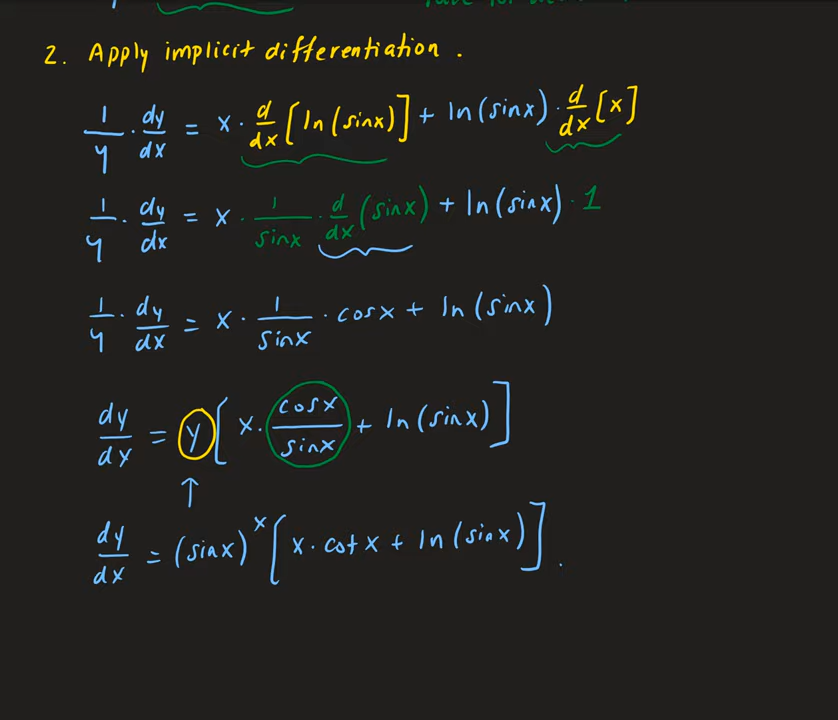 2. Apply implicit differentiation.
1/y · dy/dx = x · d/dx [ln(sinx)] + ln(sinx) · d/dx [x]
1/y · dy/dx = x · 1/sinx · d/dx (sinx) + ln(sinx) · 1
1/y · dy/dx = x · 1/sinx · cosx + ln(sinx)
dy/dx = y [x · cosx/sinx + ln(sinx)]
↑
dy/dx = (sinx)^x [x · cotx + ln(sinx)].